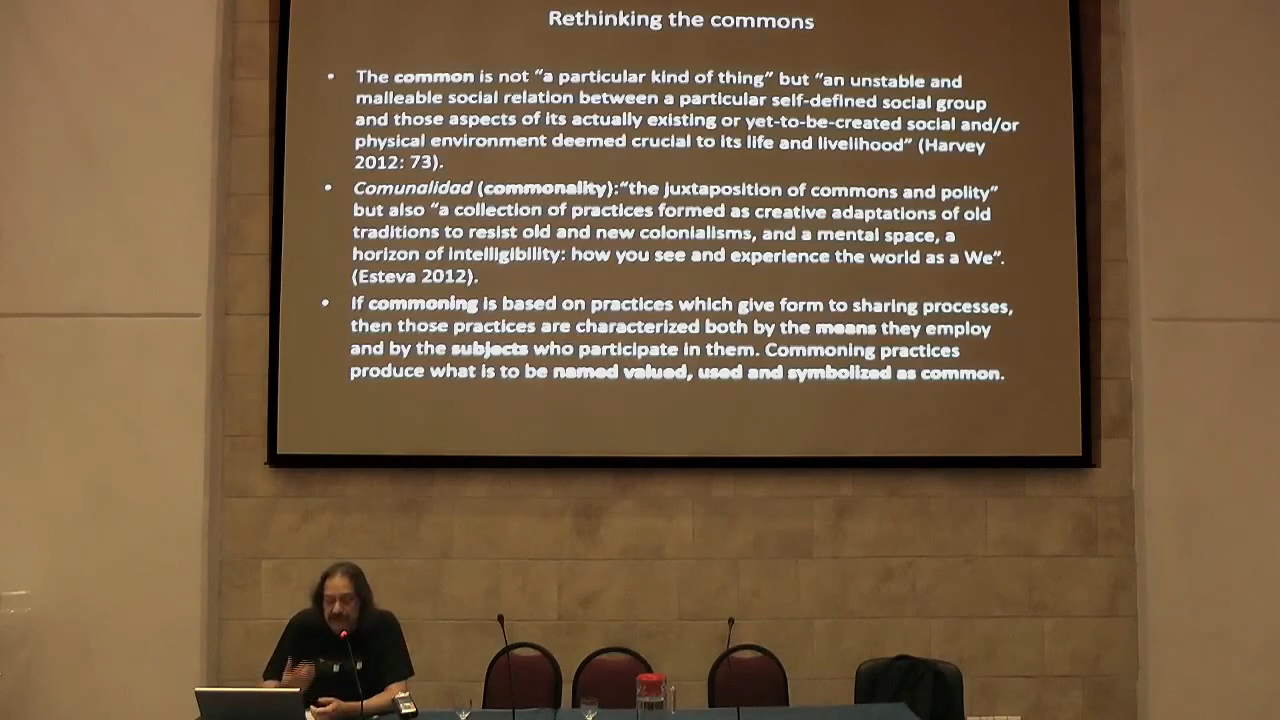 Rethinking the commons
• The common is not “a particular kind of thing” but “an unstable and
malleable social relation between a particular self-defined social group
and those aspects of its actually existing or yet-to-be-created social and/or
physical environment deemed crucial to its life and livelihood” (Harvey
2012: 73).
• Comunalidad (commonality):“the juxtaposition of commons and polity”
but also “a collection of practices formed as creative adaptations of old
traditions to resist old and new colonialisms, and a mental space, a
horizon of intelligibility: how you see and experience the world as a We”.
(Esteva 2012).
• If commoning is based on practices which give form to sharing processes,
then those practices are characterized both by the means they employ
and by the subjects who participate in them. Commoning practices
produce what is to be named valued, used and symbolized as common.